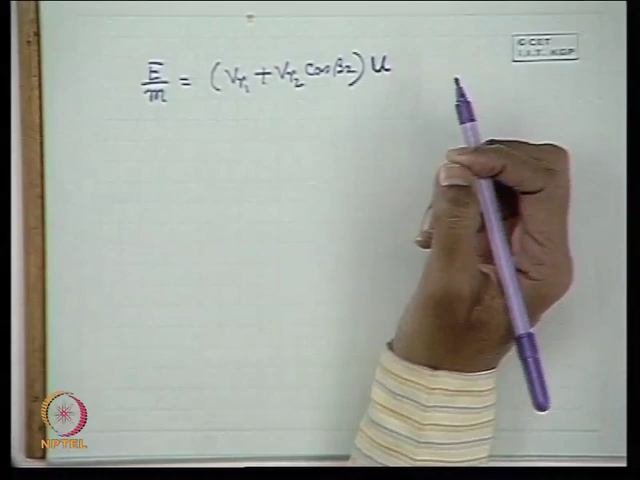 © CET
I.I.T. KGP
E/m = (Vr₁ + Vr₂ Cos β₂) U
NPTEL